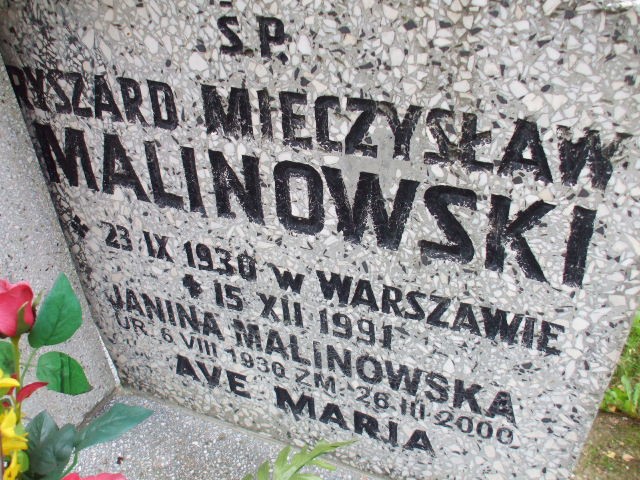 Ś.P.
RYSZARD MIECZYSŁAW
MALINOWSKI
* 23 IX 1930 W WARSZAWIE
✝ 15 XII 1991
JANINA MALINOWSKA
UR. 6 VIII 1930 ZM. 26 III 2000
AVE MARJA